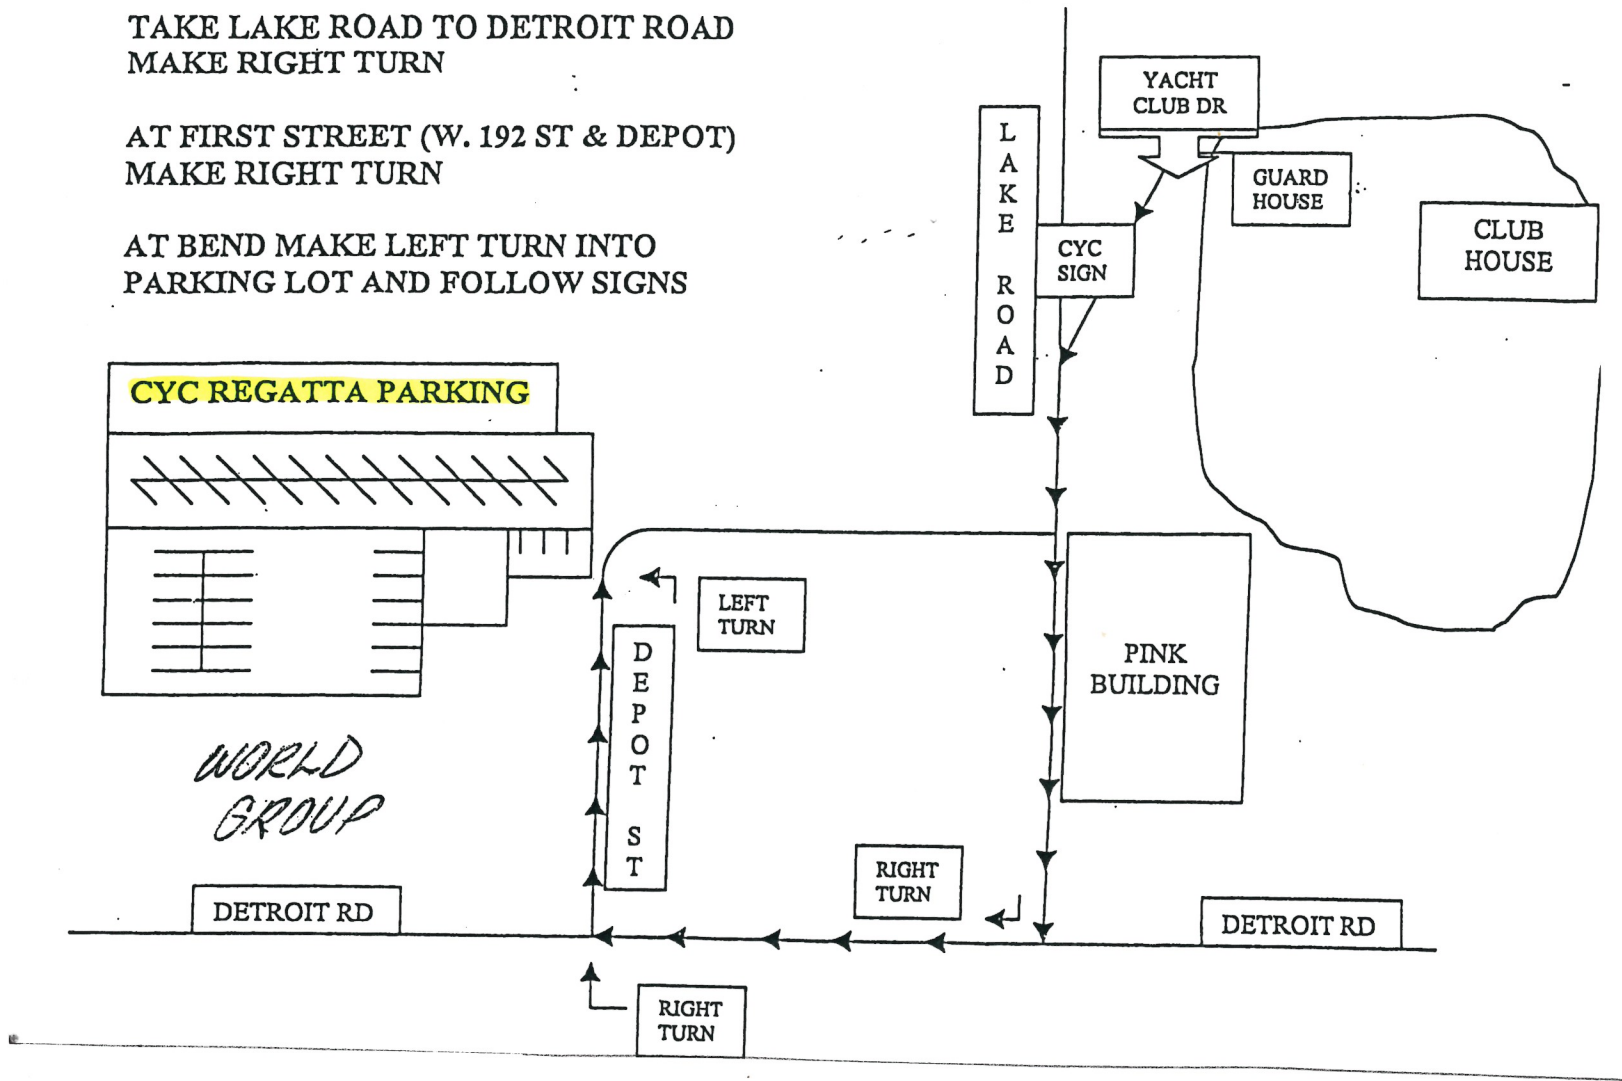 TAKE LAKE ROAD TO DETROIT ROAD
MAKE RIGHT TURN
AT FIRST STREET (W. 192 ST & DEPOT)
MAKE RIGHT TURN
AT BEND MAKE LEFT TURN INTO
PARKING LOT AND FOLLOW SIGNS
YACHT
CLUB DR
LAKE ROAD
GUARD
HOUSE
CLUB
HOUSE
CYC
SIGN
CYC REGATTA PARKING
LEFT
TURN
DEPOT ST
PINK
BUILDING
WORLD
GROUP
RIGHT
TURN
DETROIT RD
DETROIT RD
RIGHT
TURN